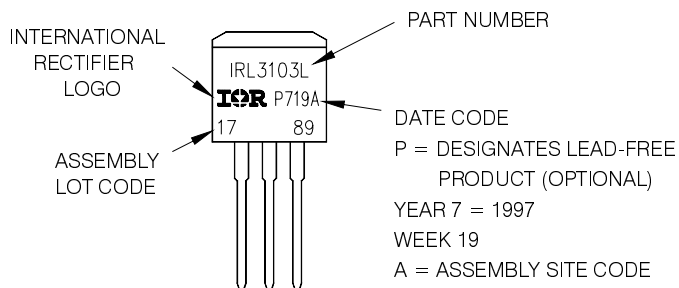 INTERNATIONAL
RECTIFIER
LOGO
ASSEMBLY
LOT CODE
IRL3103L
IOR P719A
17 89
PART NUMBER
DATE CODE
P = DESIGNATES LEAD-FREE
PRODUCT (OPTIONAL)
YEAR 7 = 1997
WEEK 19
A = ASSEMBLY SITE CODE